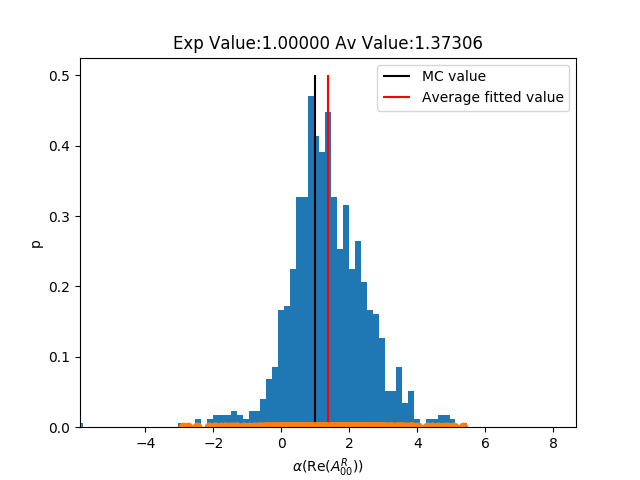 Exp Value:1.00000 Av Value:1.37306
MC value
Average fitted value
0.5
0.4
0.3
0.2
0.1
0.0
p
−4 −2 0 2 4 6 8
α(Re(A^R_00))